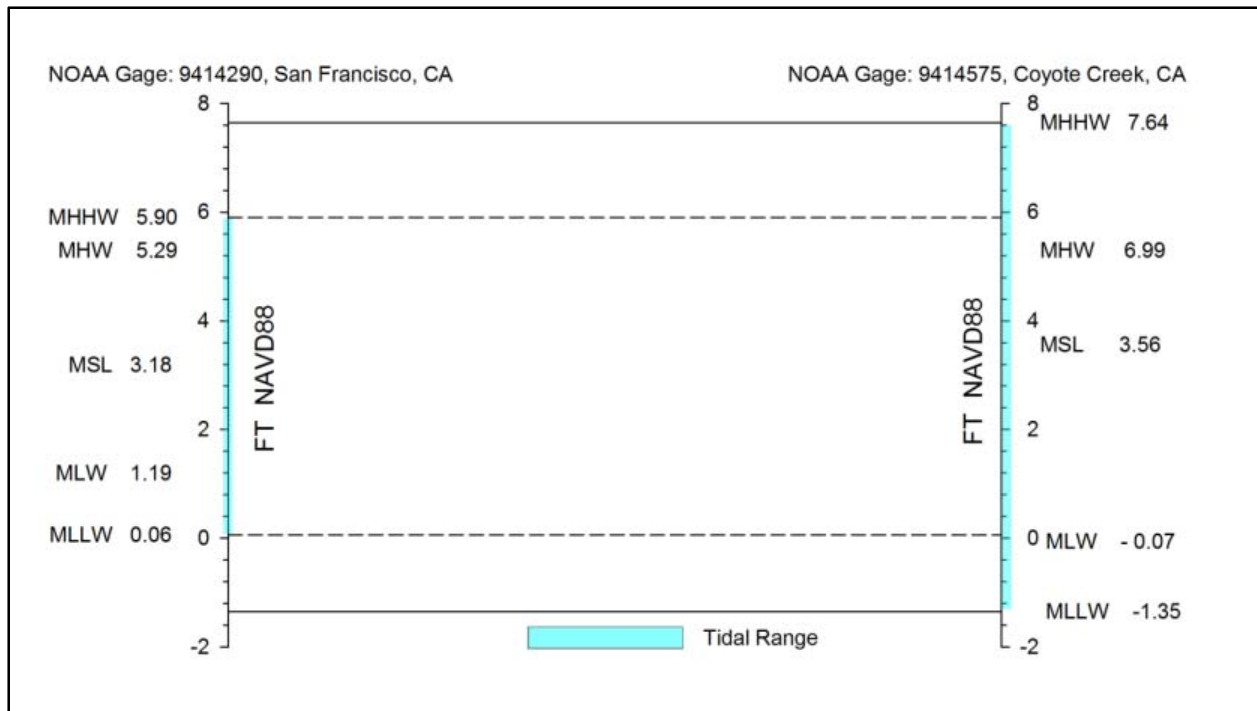 NOAA Gage: 9414290, San Francisco, CA
NOAA Gage: 9414575, Coyote Creek, CA
8
8
MHHW 7.64
MHHW 5.90
6
6
MHW 5.29
MHW 6.99
4
4
MSL 3.18
MSL 3.56
FT NAVD88
FT NAVD88
2
2
MLW 1.19
MLLW 0.06
0
0
MLW - 0.07
MLLW -1.35
-2
-2
Tidal Range